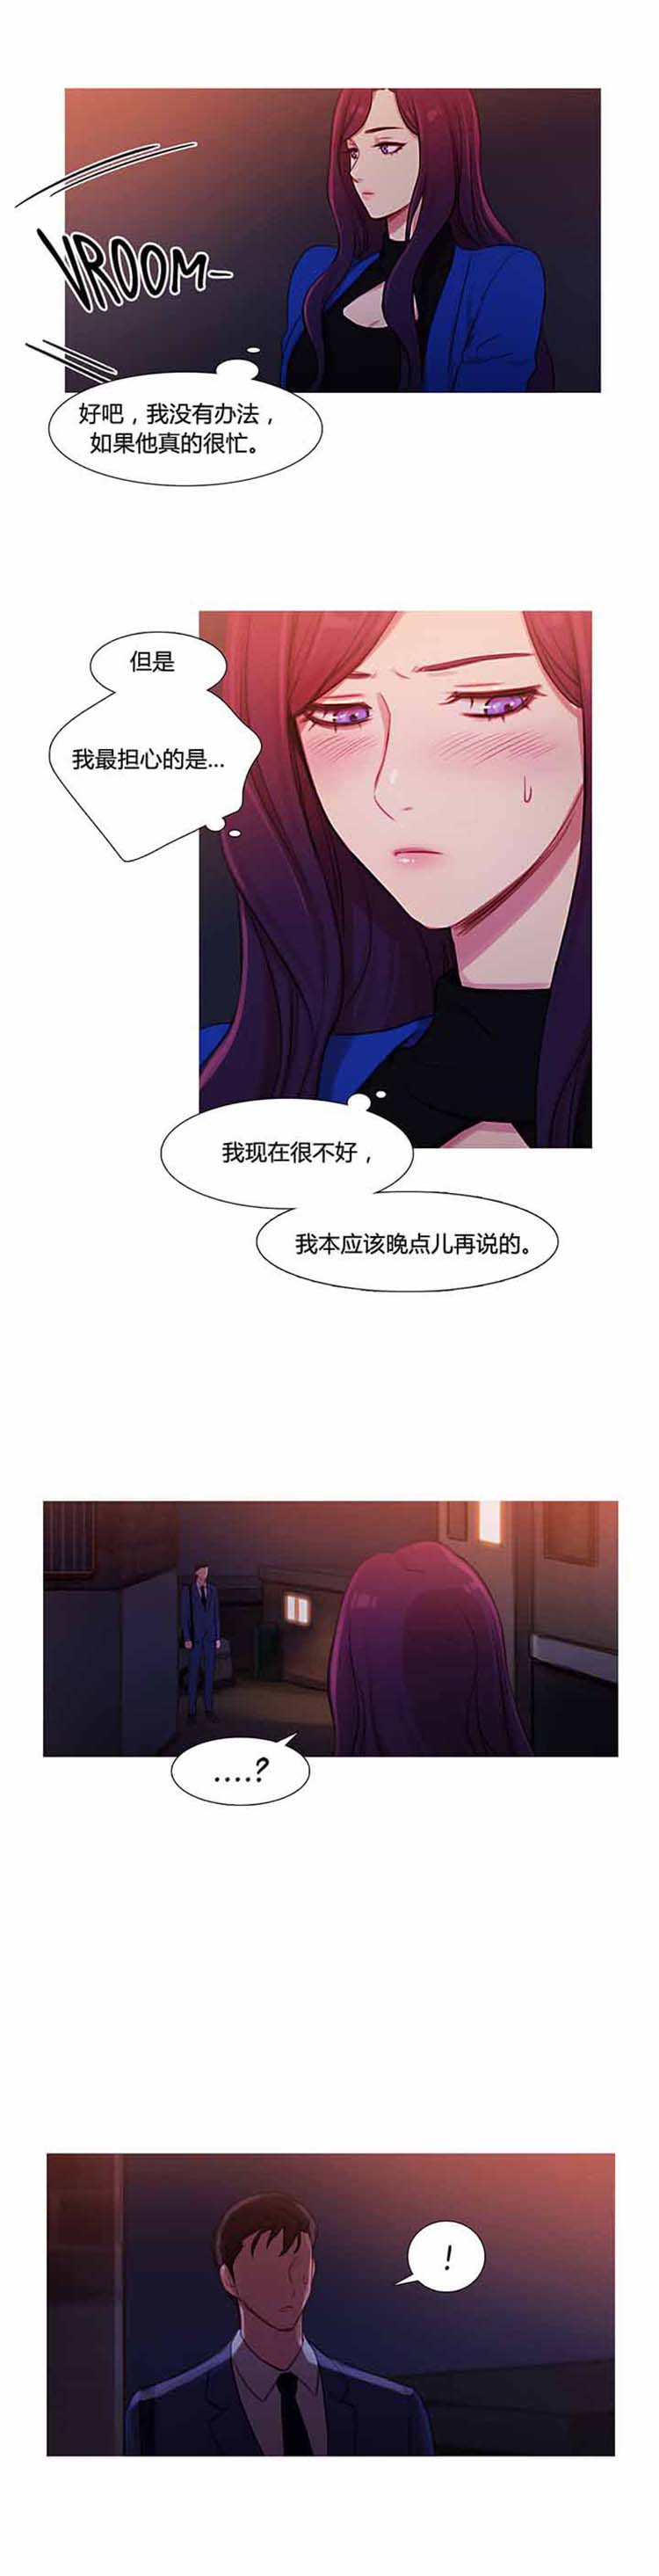 VROOM-
好吧，我没有办法，
如果他真的很忙。
但是
我最担心的是...
我现在很不好，
我本应该晚点儿再说的。
....?
!